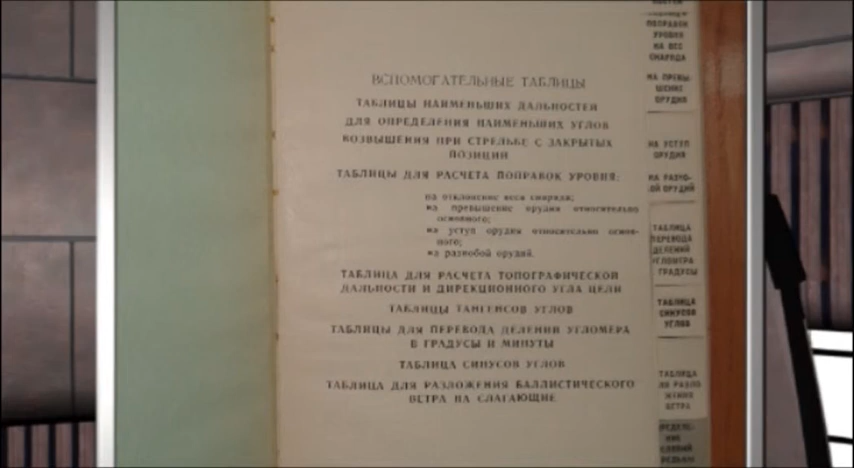 ВСПОМОГАТЕЛЬНЫЕ ТАБЛИЦЫ
ТАБЛИЦЫ НАИМЕНЬШИХ ДАЛЬНОСТЕЙ
ДЛЯ ОПРЕДЕЛЕНИЯ НАИМЕНЬШИХ УГЛОВ
ВОЗВЫШЕНИЯ ПРИ СТРЕЛЬБЕ С ЗАКРЫТЫХ
ПОЗИЦИЙ
ТАБЛИЦЫ ДЛЯ РАСЧЕТА ПОПРАВОК УРОВНЯ:
на отклонение веса снаряда;
на превышение орудия относительно
основного;
на уступ орудия относительно основ-
ного;
на разнобой орудий.
ТАБЛИЦА ДЛЯ РАСЧЕТА ТОПОГРАФИЧЕСКОЙ
ДАЛЬНОСТИ И ДИРЕКЦИОННОГО УГЛА ЦЕЛИ
ТАБЛИЦЫ ТАНГЕНСОВ УГЛОВ
ТАБЛИЦЫ ДЛЯ ПЕРЕВОДА ДЕЛЕНИЙ УГЛОМЕРА
В ГРАДУСЫ И МИНУТЫ
ТАБЛИЦА СИНУСОВ УГЛОВ
ТАБЛИЦА ДЛЯ РАЗЛОЖЕНИЯ БАЛЛИСТИЧЕСКОГО
ВЕТРА НА СЛАГАЮЩИЕ
ПОПРАВОК
УРОВНЯ
НА ВЕС
СНАРЯДА
НА ПРЕВЫ-
ШЕНИЕ
ОРУДИЯ
НА УСТУП
ОРУДИЯ
НА РАЗНО-
БОЙ ОРУДИЙ
ТАБЛИЦА
ПЕРЕВОДА
ДЕЛЕНИЙ
УГЛОМЕРА
ГРАДУСЫ
ТАБЛИЦА
СИНУСОВ
УГЛОВ
ТАБЛИЦА
ПО РАЗЛО
ЖЕНИЮ
ВЕТРА